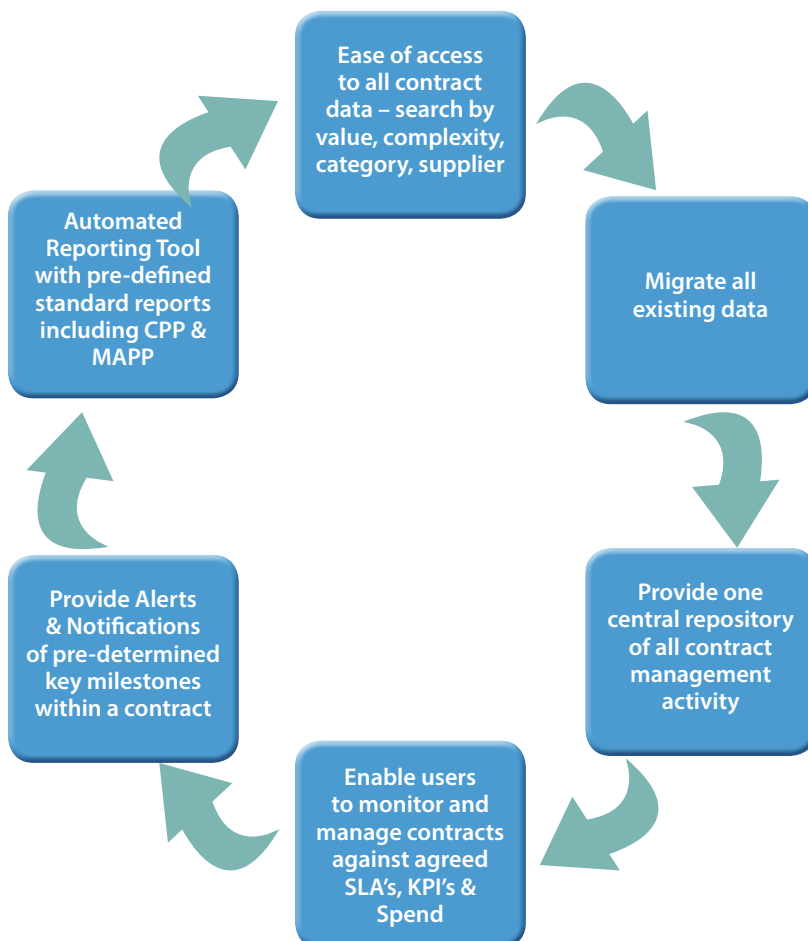 Ease of access
to all contract
data – search by
value, complexity,
category, supplier
Migrate all
existing data
Provide one
central repository
of all contract
management
activity
Enable users
to monitor and
manage contracts
against agreed
SLA's, KPI's &
Spend
Provide Alerts
& Notifications
of pre-determined
key milestones
within a contract
Automated
Reporting Tool
with pre-defined
standard reports
including CPP &
MAPP